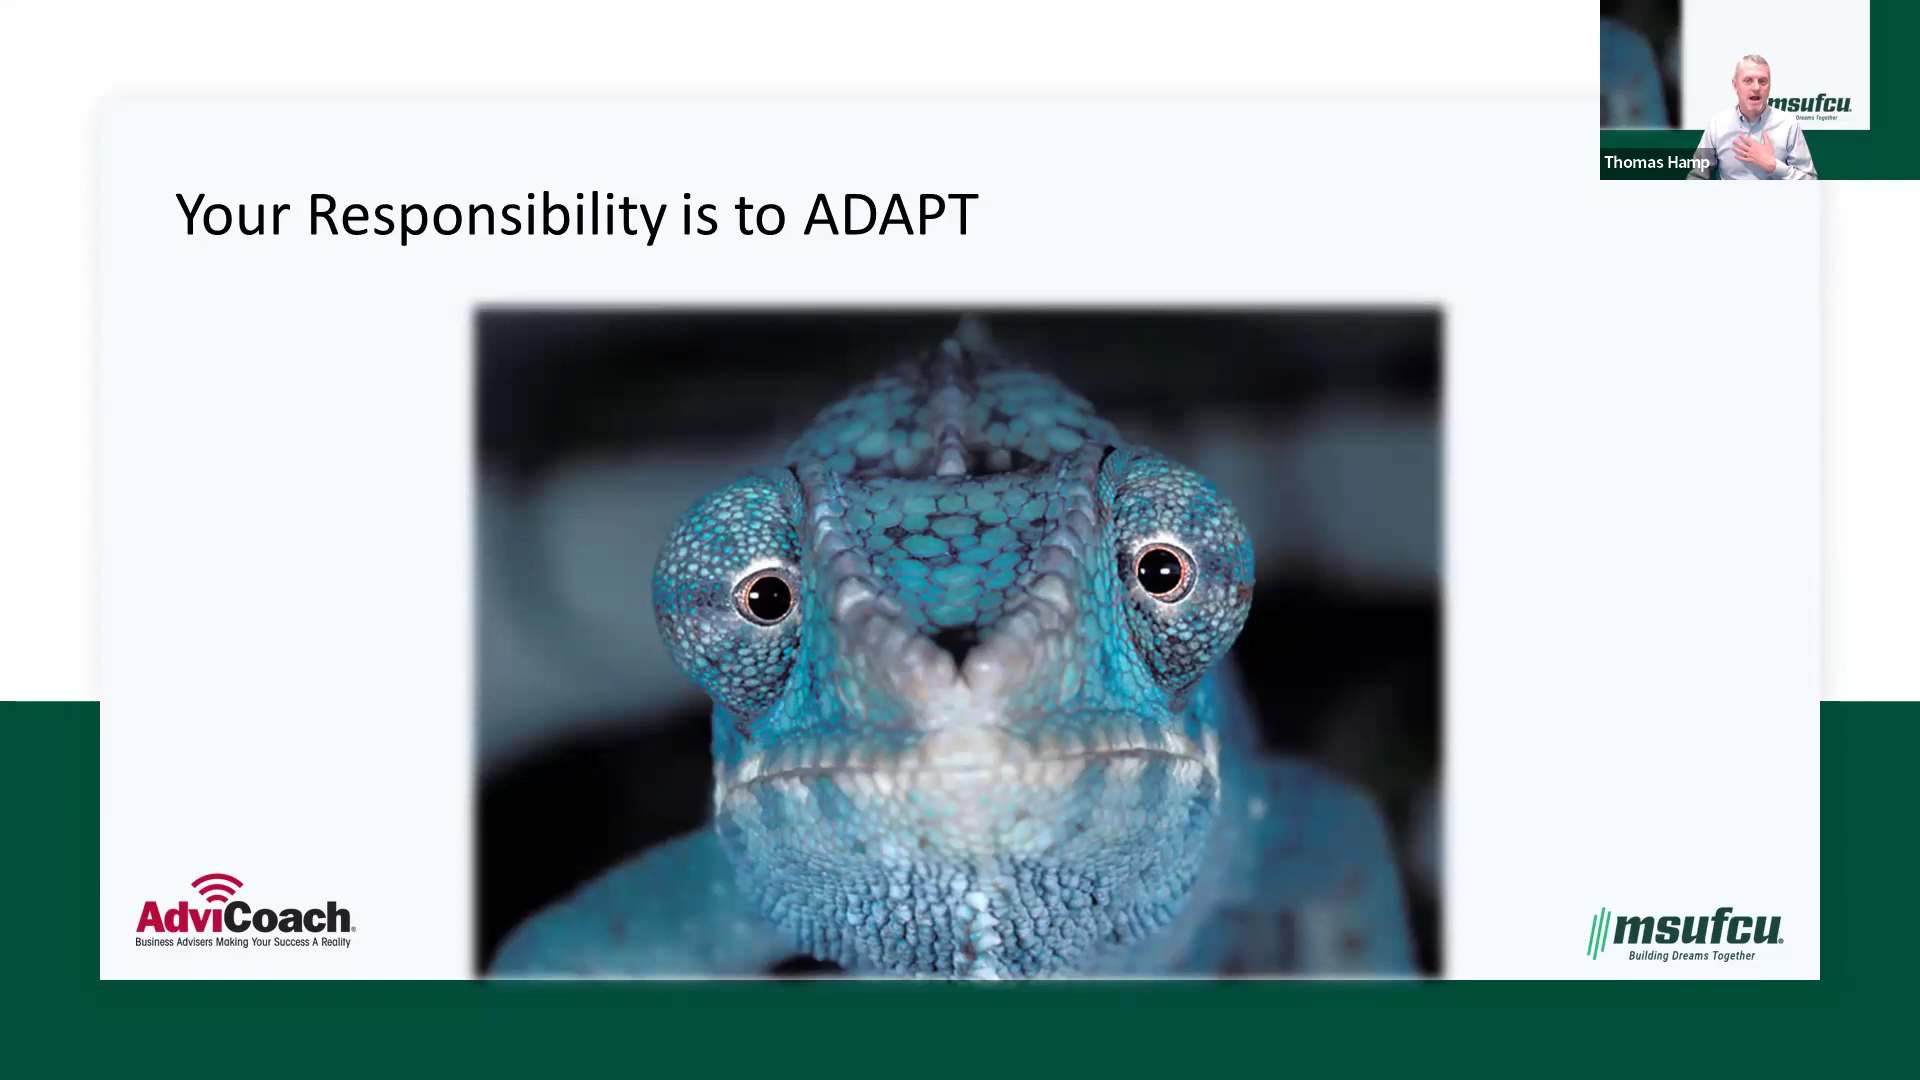 msufcu
Dreams Together
Thomas Hamp
Your Responsibility is to ADAPT
AdviCoach®
Business Advisers Making Your Success A Reality
msufcu®
Building Dreams Together